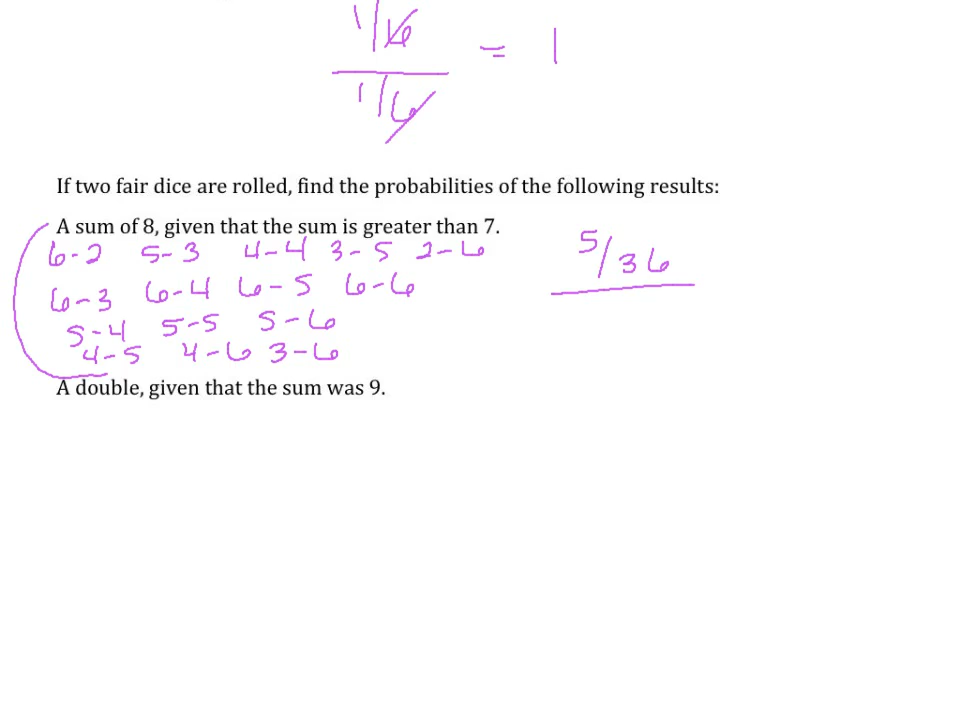 1/16
1/6
= 1
If two fair dice are rolled, find the probabilities of the following results:
A sum of 8, given that the sum is greater than 7.
6-2 5-3 4-4 3-5 2-6
5/36
6-3 6-4 6-5 6-6
5-4 5-5 5-6
4-5 4-6 3-6
A double, given that the sum was 9.